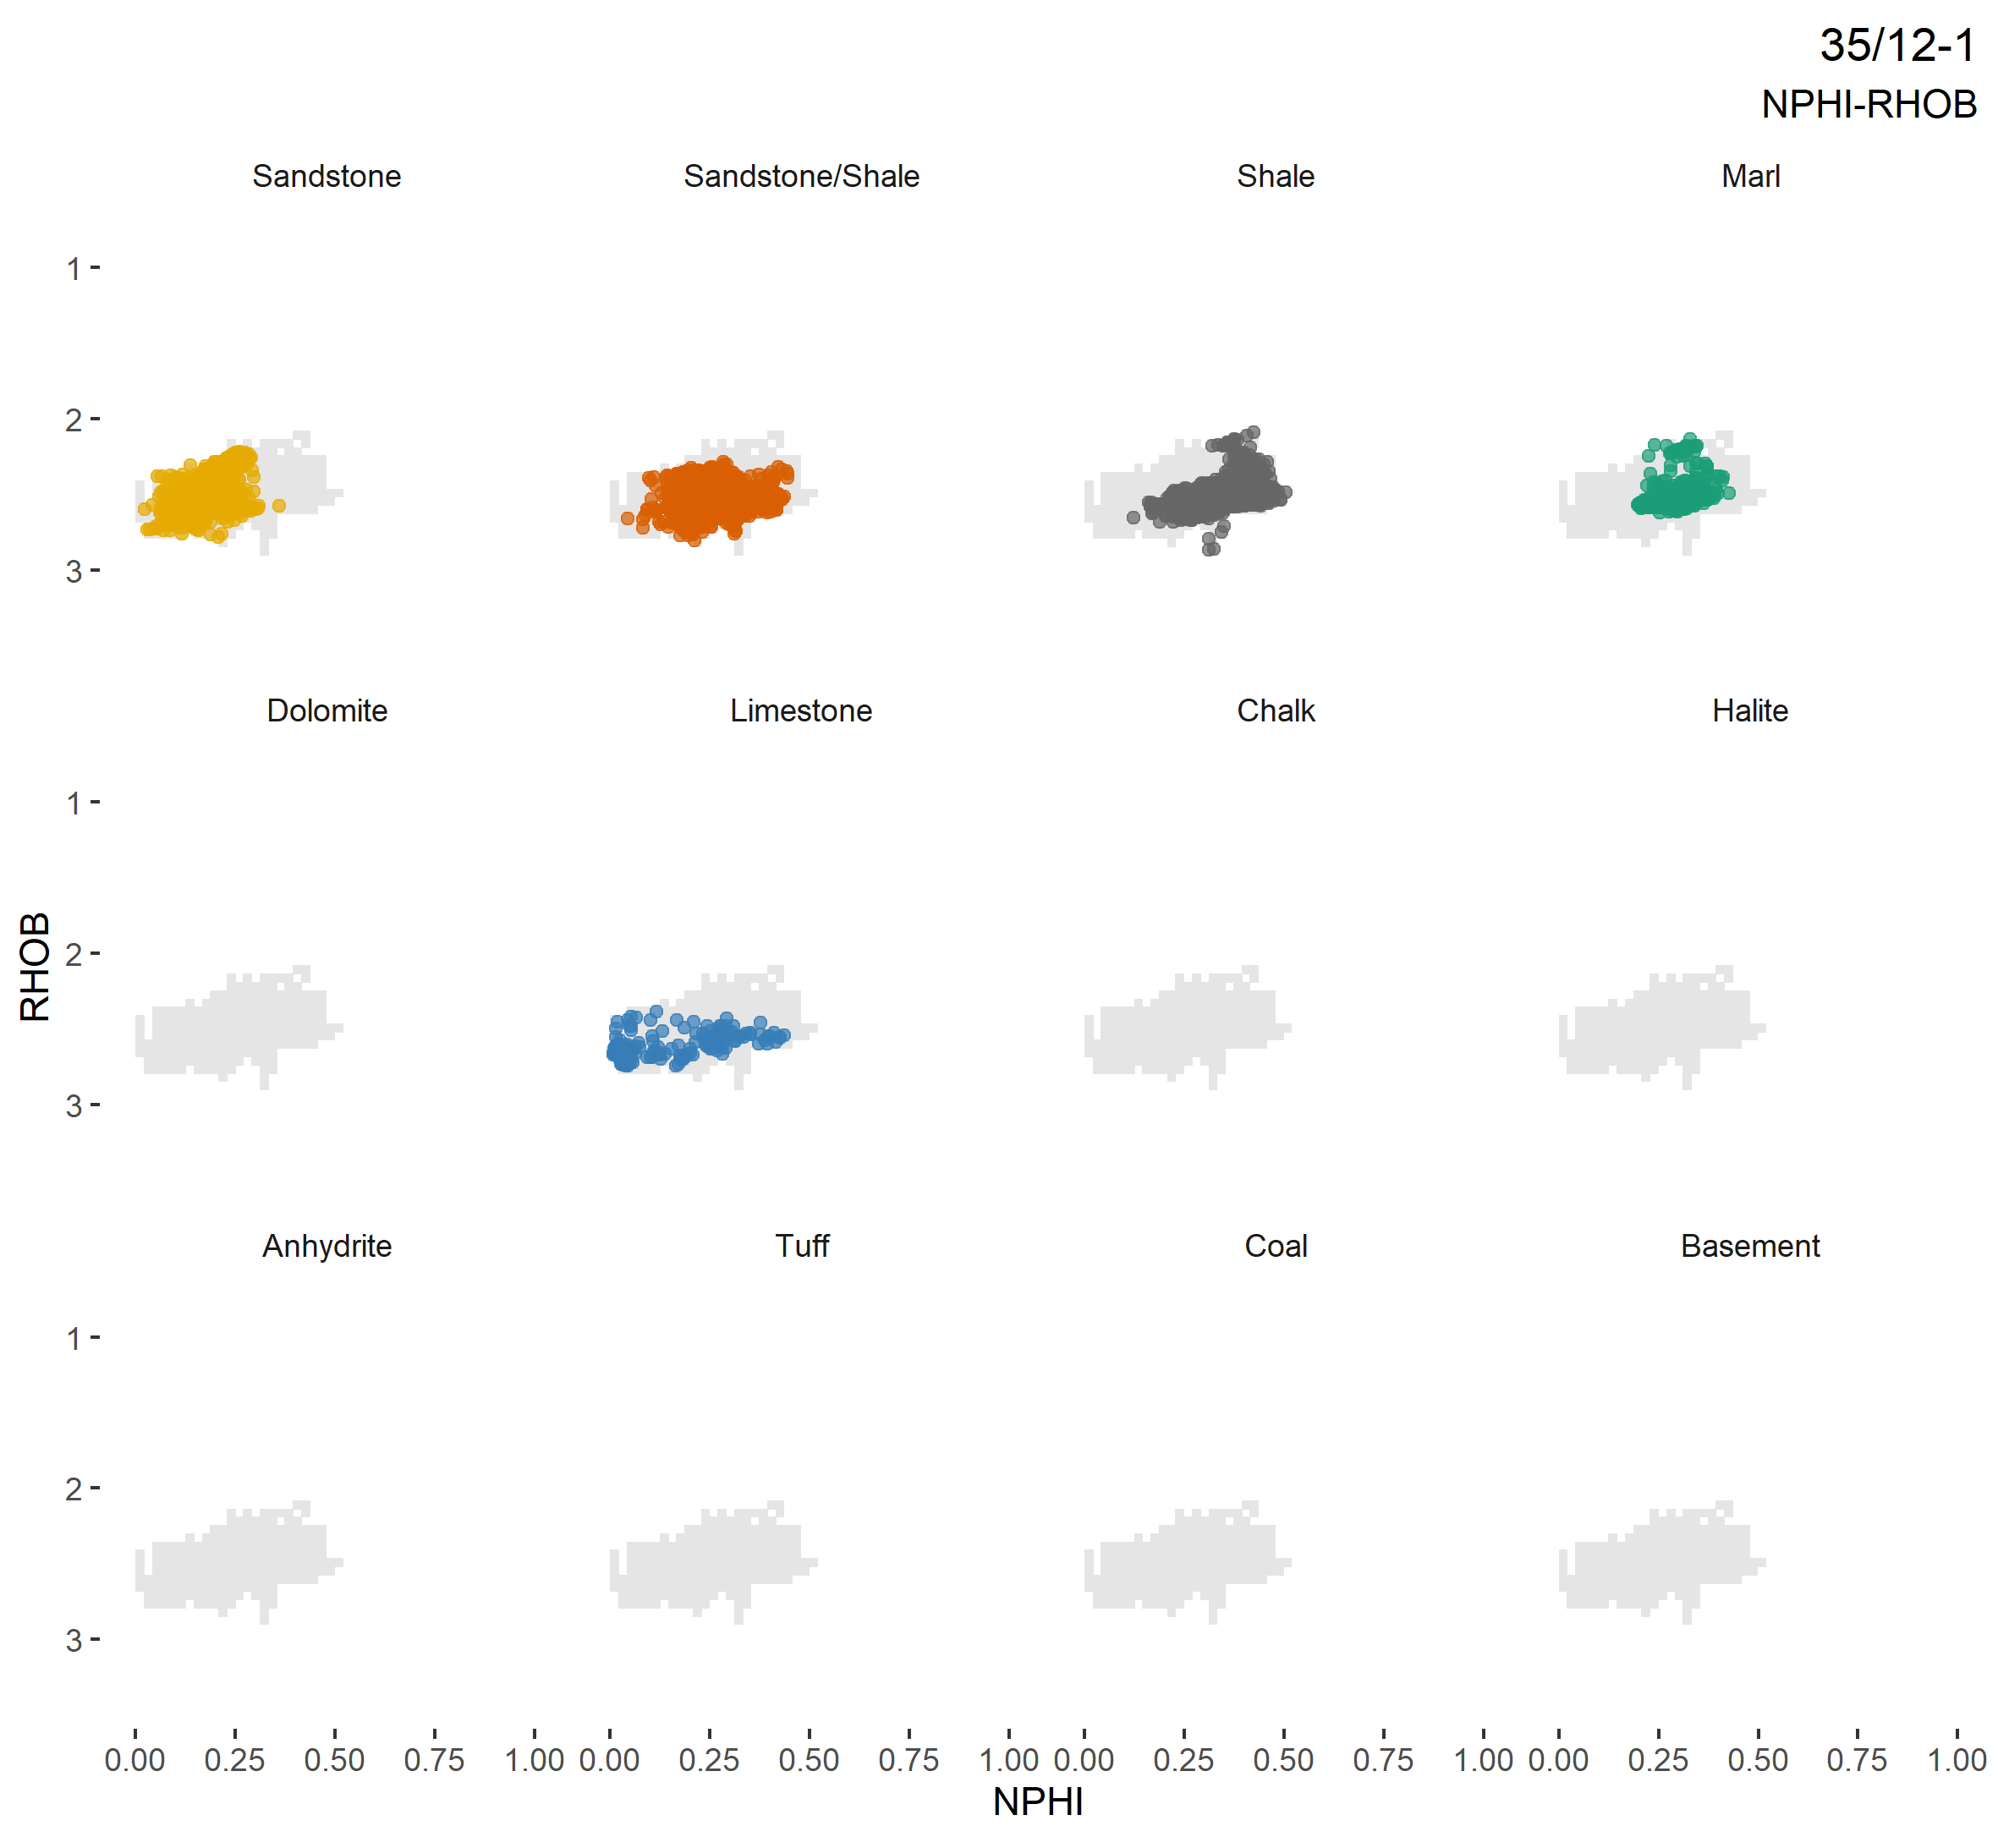 35/12-1
NPHI-RHOB
Sandstone Sandstone/Shale Shale Marl
1
2
3
Dolomite Limestone Chalk Halite
1
2
3
RHOB
Anhydrite Tuff Coal Basement
1
2
3
0.00 0.25 0.50 0.75 1.00 0.00 0.25 0.50 0.75 1.00 0.00 0.25 0.50 0.75 1.00 0.00 0.25 0.50 0.75 1.00
NPHI